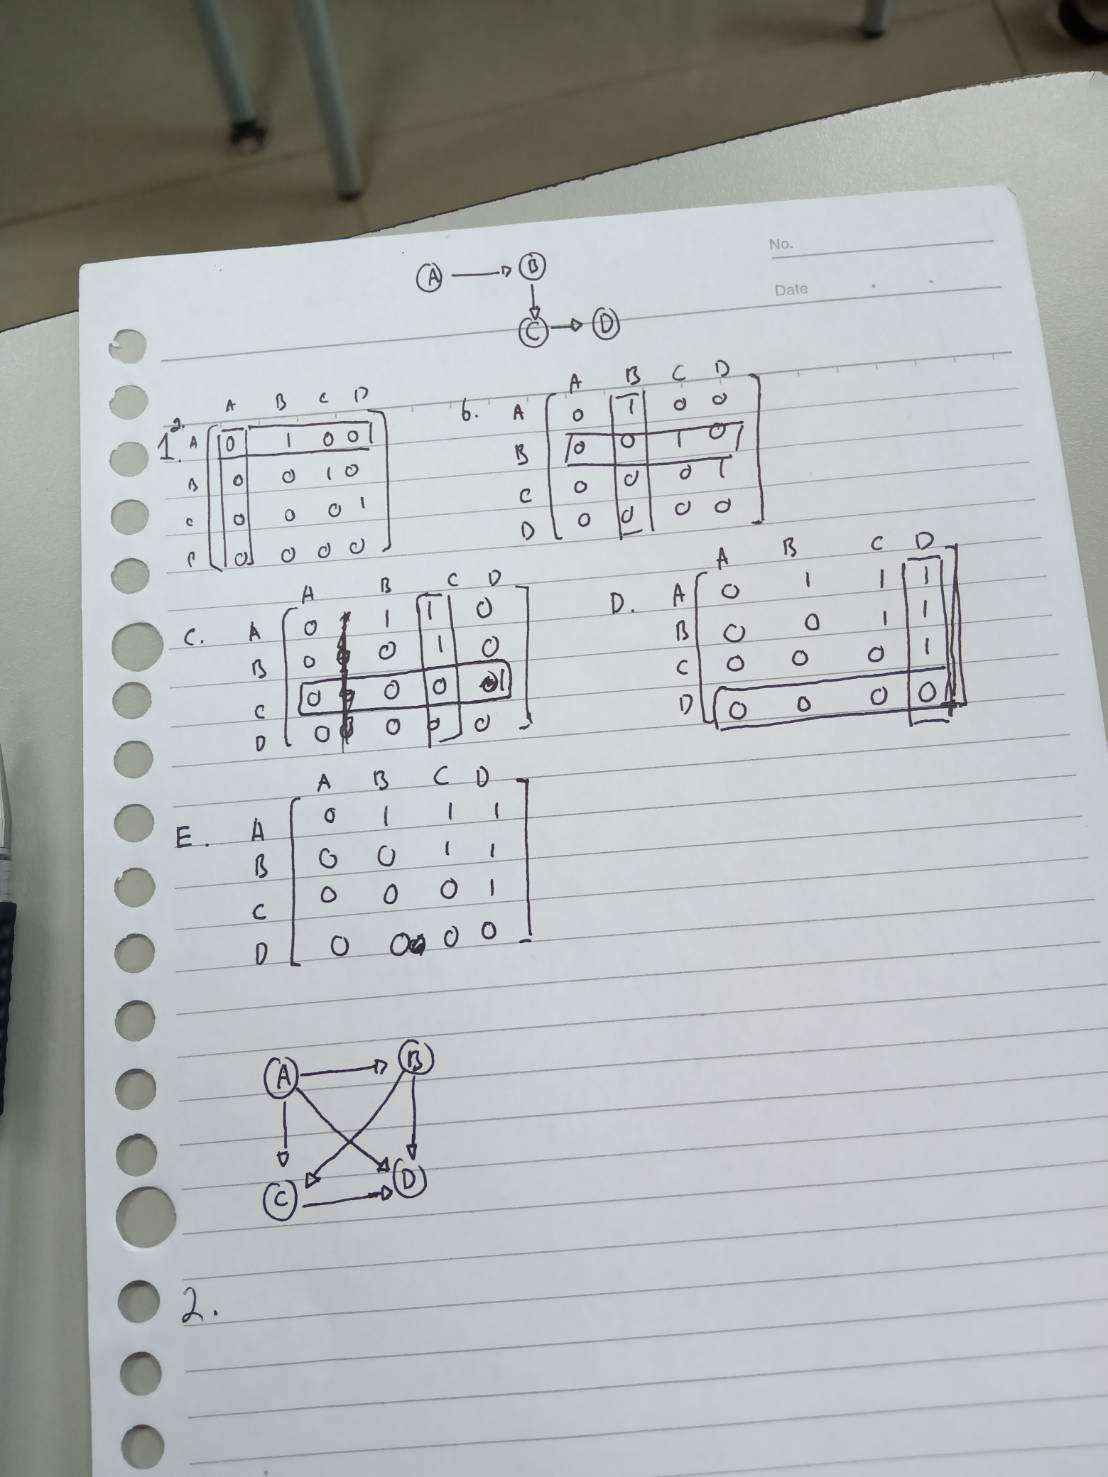 No.
Date
A B
C D
1. a. A B C D
A 0 1 0 0
B 0 0 1 0
C 0 0 0 1
D 0 0 0 0
b. A B C D
A 0 1 0 0
B 0 0 1 0
C 0 0 0 1
D 0 0 0 0
C. A B C D
A 0 1 1 0
B 0 0 1 0
C 0 0 0 1
D 0 0 0 0
D. A B C D
A 0 1 1 1
B 0 0 1 1
C 0 0 0 1
D 0 0 0 0
E. A B C D
A 0 1 1 1
B 0 0 1 1
C 0 0 0 1
D 0 0 0 0
A B
C D
2.